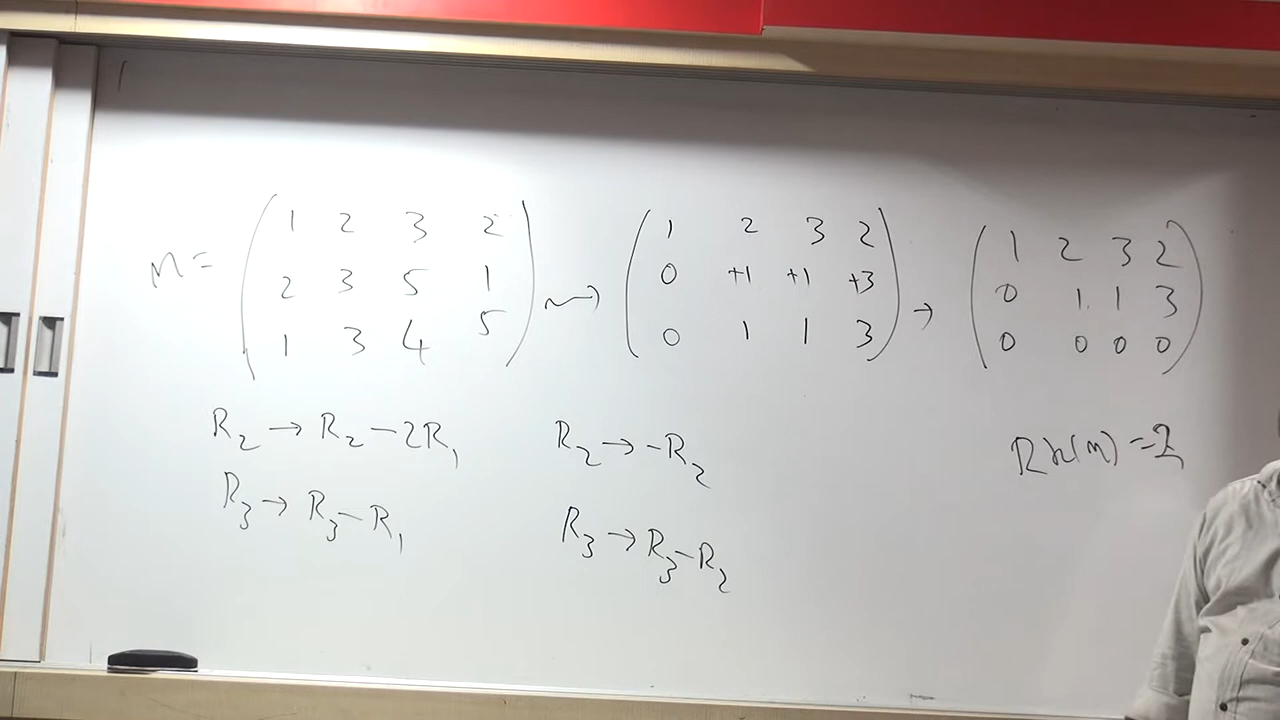 1 2 3 2 1 2 3 2 1 2 3 2
M = 2 3 5 1 ⟿ 0 +1 +1 +3 → 0 1 1 3
1 3 4 5 0 1 1 3 0 0 0 0
R₂ → R₂ - 2R₁ R₂ → -R₂ Rk(M) = 2
R₃ → R₃ - R₁ R₃ → R₃ - R₂